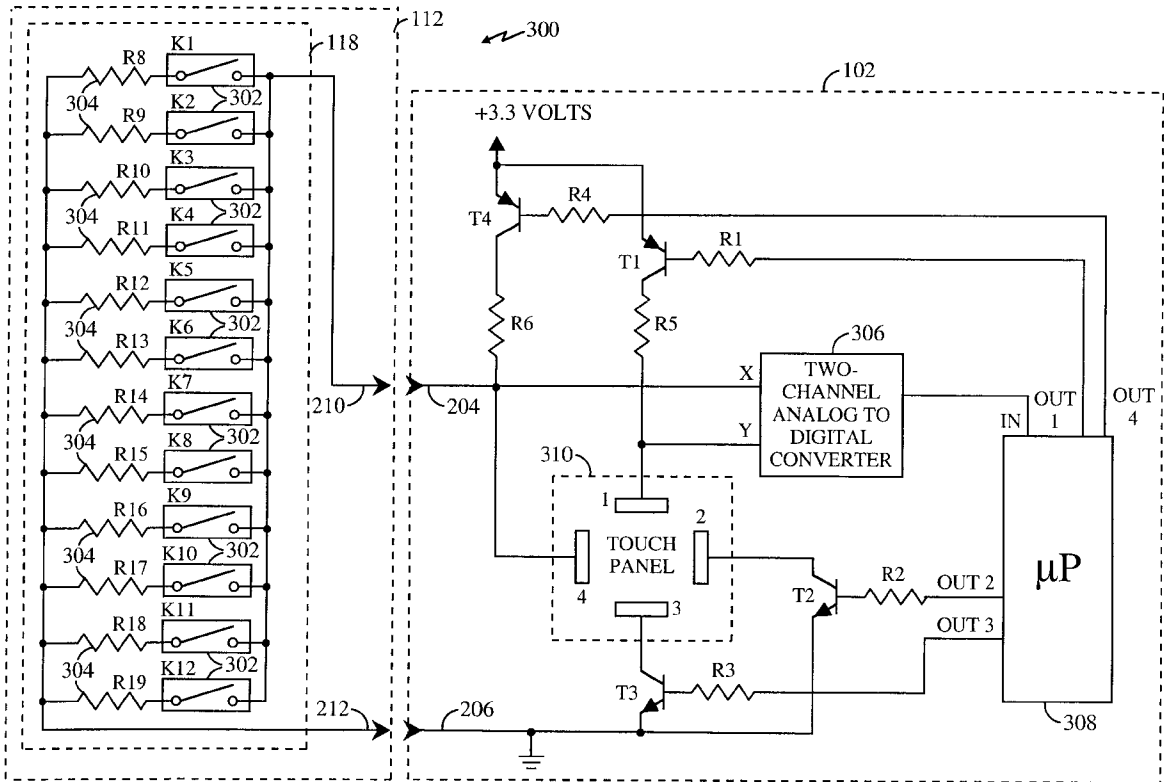 112
118
300
102
K1
R8
302
304
K2
R9
K3
R10
302
304
K4
R11
K5
R12
302
304
K6
R13
K7
R14
302
304
K8
R15
K9
R16
302
304
K10
R17
K11
R18
302
304
K12
R19
210
212
204
206
+3.3 VOLTS
T4
R4
T1
R1
R6
R5
306
X
Y
TWO-
CHANNEL
ANALOG TO
DIGITAL
CONVERTER
IN
OUT
1
OUT
4
310
1
2
TOUCH
PANEL
4
3
T2
R2
OUT 2
OUT 3
T3
R3
µP
308